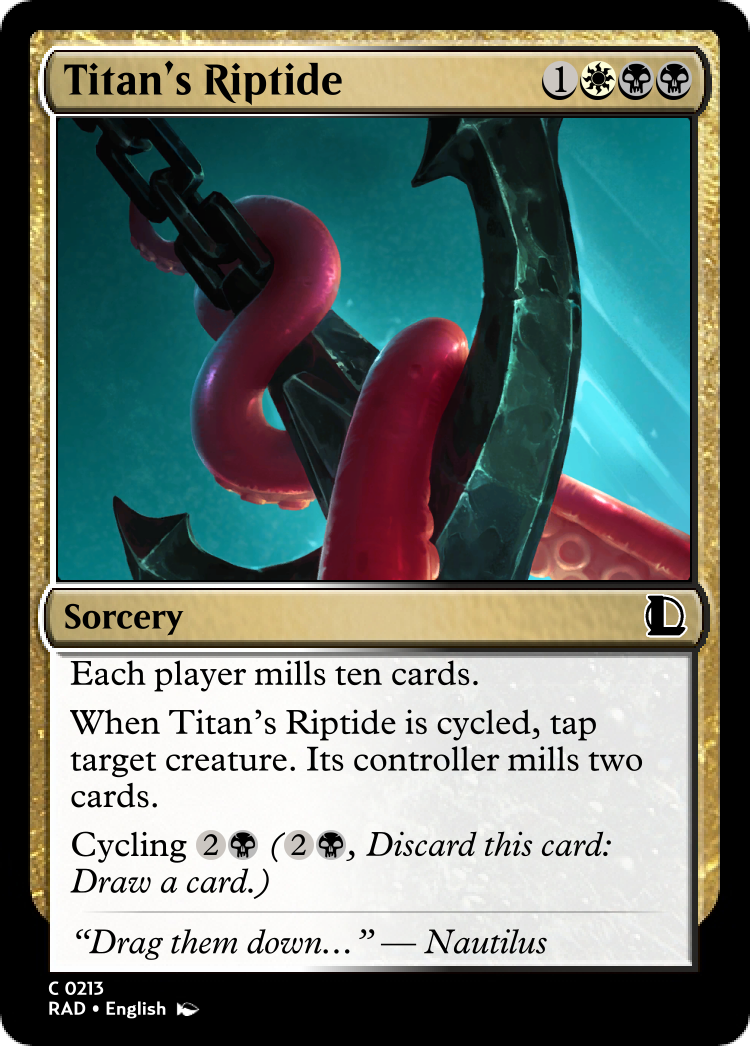 Titan's Riptide 1
Sorcery
Each player mills ten cards.
When Titan's Riptide is cycled, tap
target creature. Its controller mills two
cards.
Cycling 2 (2, Discard this card:
Draw a card.)
“Drag them down…” — Nautilus
C 0213
RAD • English